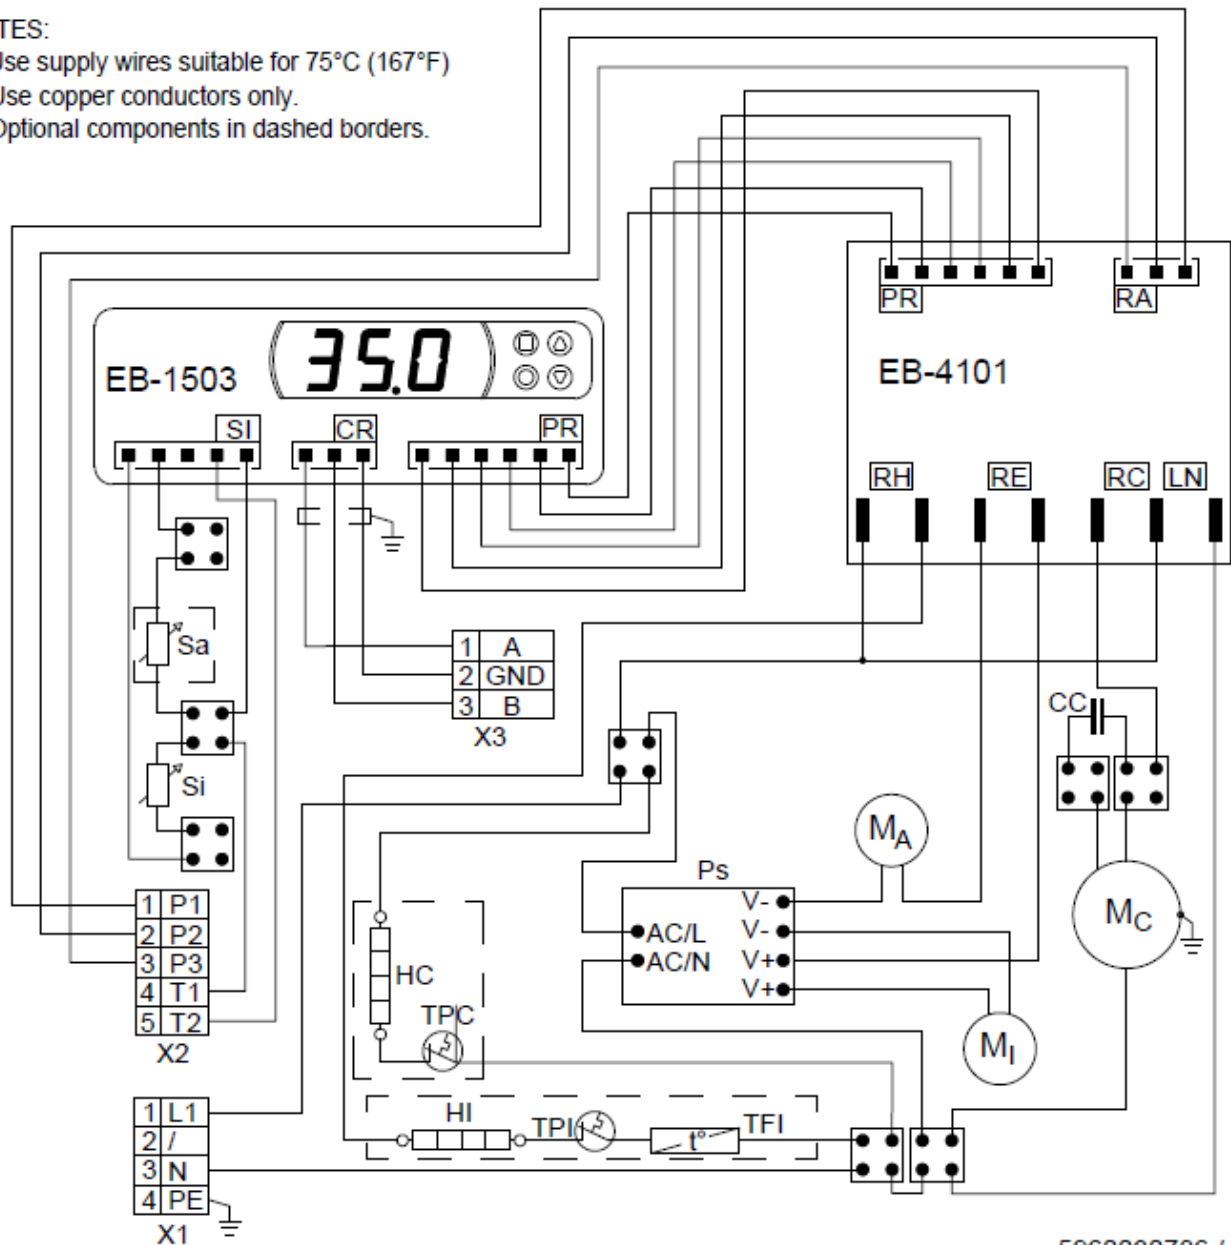 TES:
Use supply wires suitable for 75°C (167°F)
Use copper conductors only.
Optional components in dashed borders.
PR
RA
EB-4101
EB-1503
35.0
SI
CR
PR
RH
RE
RC
LN
Sa
1 A
2 GND
3 B
X3
CC
Si
MA
Ps
V-
AC/L
V-
AC/N
V+
V+
MC
MI
1 P1
2 P2
3 P3
4 T1
5 T2
X2
HC
TPC
HI
TPI
t°
TFI
1 L1
2 /
3 N
4 PE
X1